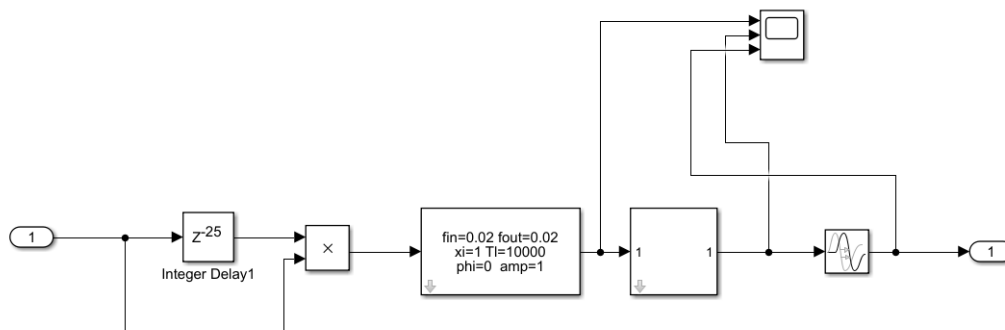 1
Z-25
Integer Delay1
×
fin=0.02 fout=0.02
xi=1 Tl=10000
phi=0 amp=1
1 1
1